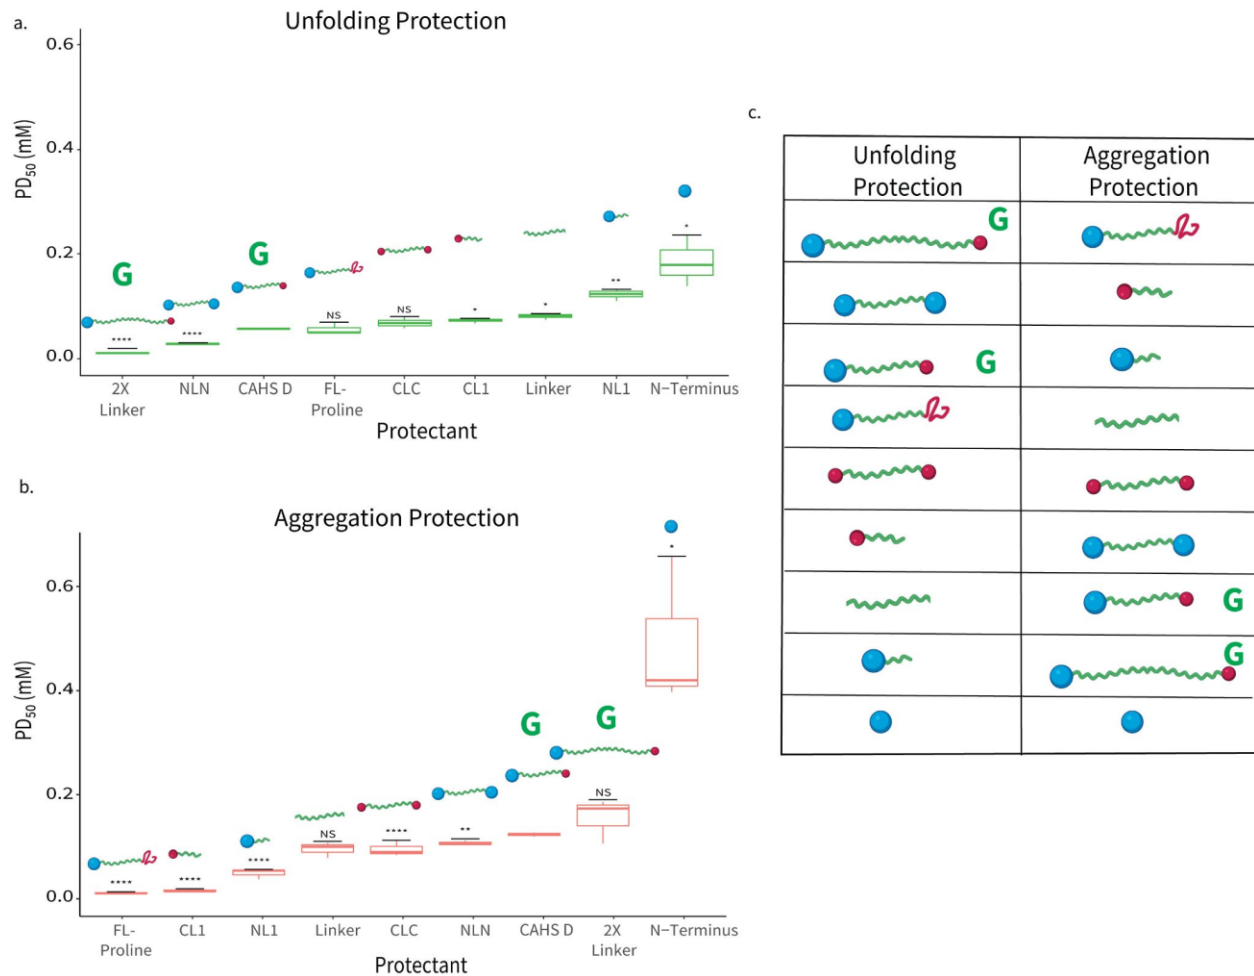 a.
Unfolding Protection
0.6
0.4
0.2
0.0
PD50 (mM)
G
G
****
****
NS
NS
*
*
**
*
2X Linker
NLN
CAHS D
FL-Proline
CLC
CL1
Linker
NL1
N-Terminus
Protectant
b.
Aggregation Protection
0.6
0.4
0.2
0.0
PD50 (mM)
G
G
****
****
****
NS
****
**
NS
*
FL-Proline
CL1
NL1
Linker
CLC
NLN
CAHS D
2X Linker
N-Terminus
Protectant
c.
Unfolding Protection
Aggregation Protection
G
G
G
G